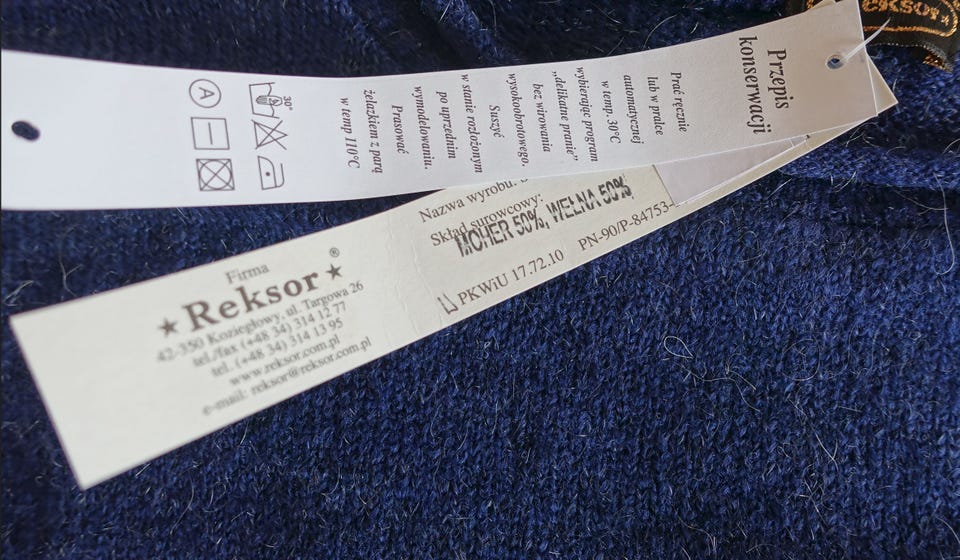 Reksor
Przepis
konserwacji
Prać ręcznie
lub w pralce
automatycznej
w temp. 30°C
wybierając program
„delikatne pranie”
bez wirowania
wysokoobrotowego.
Suszyć
w stanie rozłożonym
po uprzednim
wymodelowaniu.
Prasować
żelazkiem z parą
w temp 110°C
30°
A
Nazwa wyrobu:
Skład surowcowy:
MOHER 50%, WEŁNA 50%
PKWiU 17.72.10 PN-90/P-84753-
Firma
Reksor®
42-350 Koziegłowy, ul. Targowa 26
tel./fax (+48 34) 314 12 77
tel. (+48 34) 314 13 95
www.reksor.com.pl
e-mail: reksor@reksor.com.pl